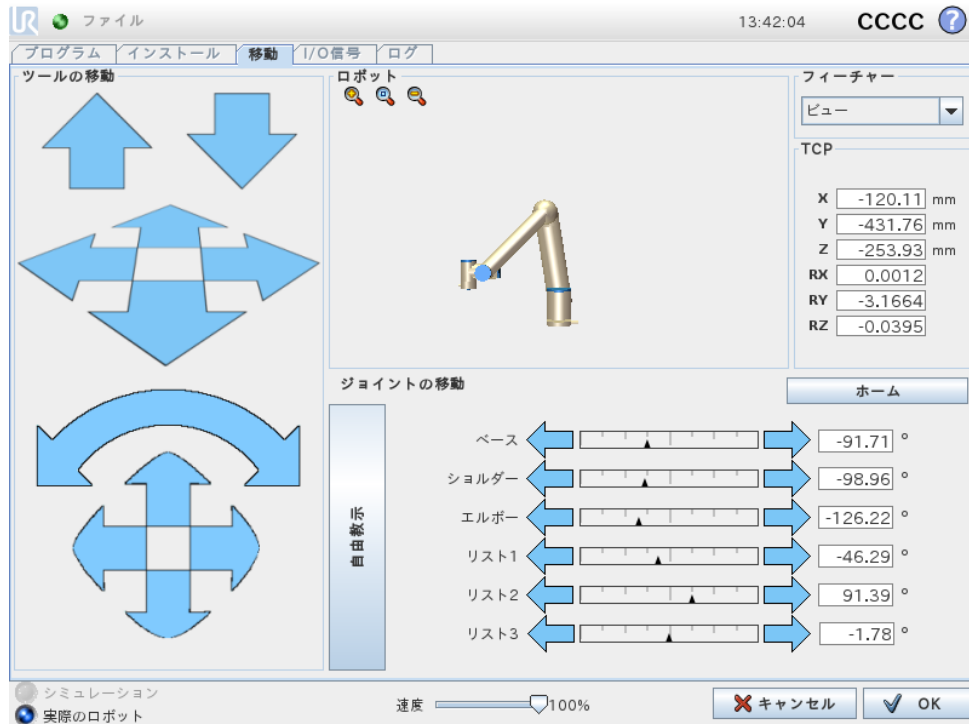 UR ファイル 13:42:04 CCCC ?
プログラム インストール 移動 I/O信号 ログ
ツールの移動
ロボット
フィーチャー
ビュー
TCP
X -120.11 mm
Y -431.76 mm
Z -253.93 mm
RX 0.0012
RY -3.1664
RZ -0.0395
ジョイントの移動
ホーム
自由教示
ベース -91.71 °
ショルダー -98.96 °
エルボー -126.22 °
リスト1 -46.29 °
リスト2 91.39 °
リスト3 -1.78 °
シミュレーション
実際のロボット
速度 100%
キャンセル
OK